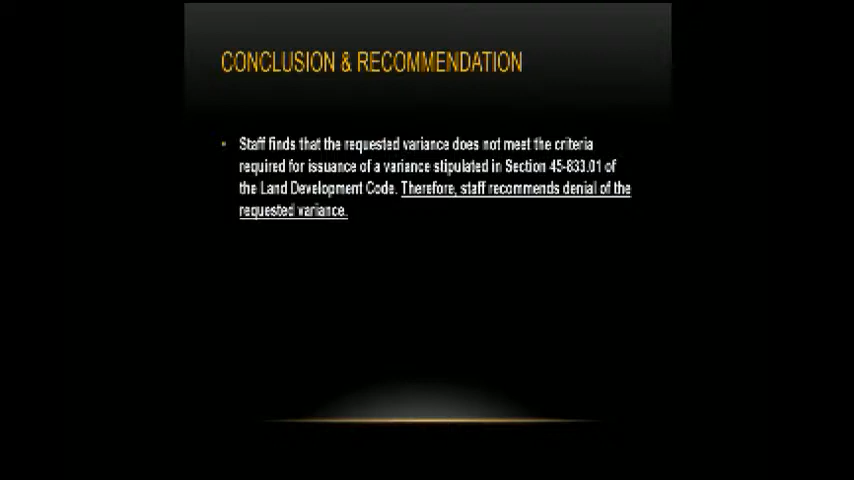 CONCLUSION & RECOMMENDATION
• Staff finds that the requested variance does not meet the criteria
required for issuance of a variance stipulated in Section 45-833.01 of
the Land Development Code. Therefore, staff recommends denial of the
requested variance.